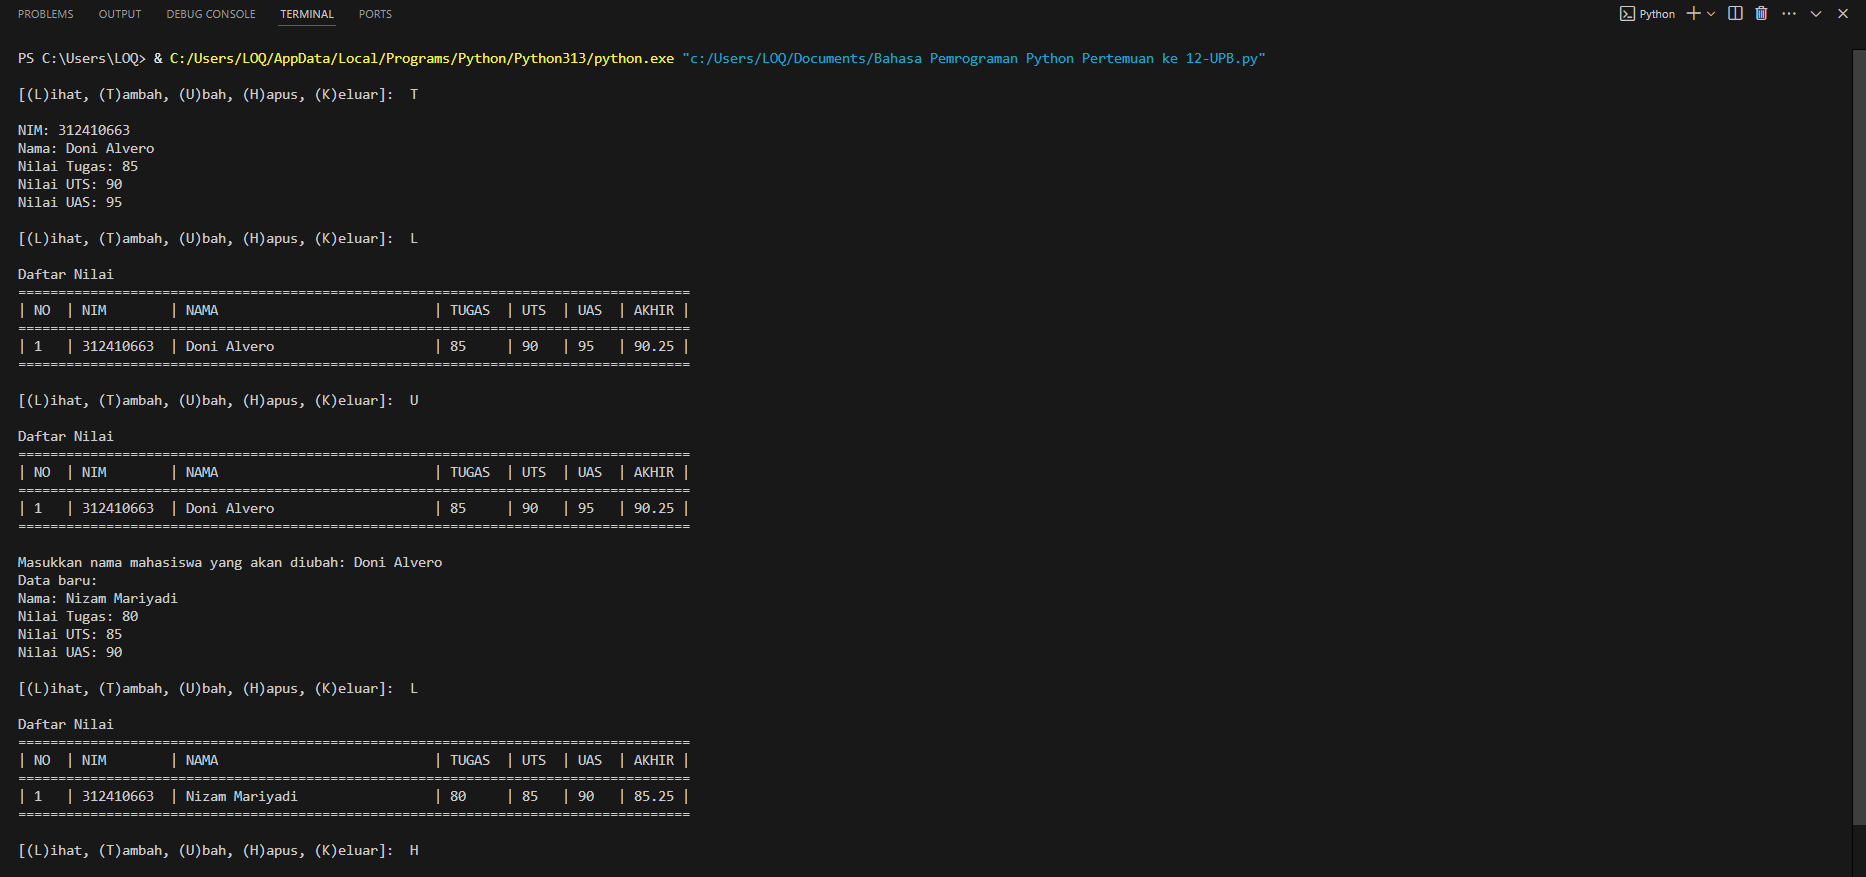 PROBLEMS OUTPUT DEBUG CONSOLE TERMINAL PORTS Python
PS C:\Users\LOQ> & C:/Users/LOQ/AppData/Local/Programs/Python/Python313/python.exe "c:/Users/LOQ/Documents/Bahasa Pemrograman Python Pertemuan ke 12-UPB.py"
[(L)ihat, (T)ambah, (U)bah, (H)apus, (K)eluar]:  T
NIM: 312410663
Nama: Doni Alvero
Nilai Tugas: 85
Nilai UTS: 90
Nilai UAS: 95
[(L)ihat, (T)ambah, (U)bah, (H)apus, (K)eluar]:  L
Daftar Nilai
====================================================================================
| NO  | NIM        | NAMA                           | TUGAS  | UTS  | UAS  | AKHIR |
====================================================================================
| 1   | 312410663  | Doni Alvero                    | 85     | 90   | 95   | 90.25 |
====================================================================================
[(L)ihat, (T)ambah, (U)bah, (H)apus, (K)eluar]:  U
Daftar Nilai
====================================================================================
| NO  | NIM        | NAMA                           | TUGAS  | UTS  | UAS  | AKHIR |
====================================================================================
| 1   | 312410663  | Doni Alvero                    | 85     | 90   | 95   | 90.25 |
====================================================================================
Masukkan nama mahasiswa yang akan diubah: Doni Alvero
Data baru:
Nama: Nizam Mariyadi
Nilai Tugas: 80
Nilai UTS: 85
Nilai UAS: 90
[(L)ihat, (T)ambah, (U)bah, (H)apus, (K)eluar]:  L
Daftar Nilai
====================================================================================
| NO  | NIM        | NAMA                           | TUGAS  | UTS  | UAS  | AKHIR |
====================================================================================
| 1   | 312410663  | Nizam Mariyadi                 | 80     | 85   | 90   | 85.25 |
====================================================================================
[(L)ihat, (T)ambah, (U)bah, (H)apus, (K)eluar]:  H